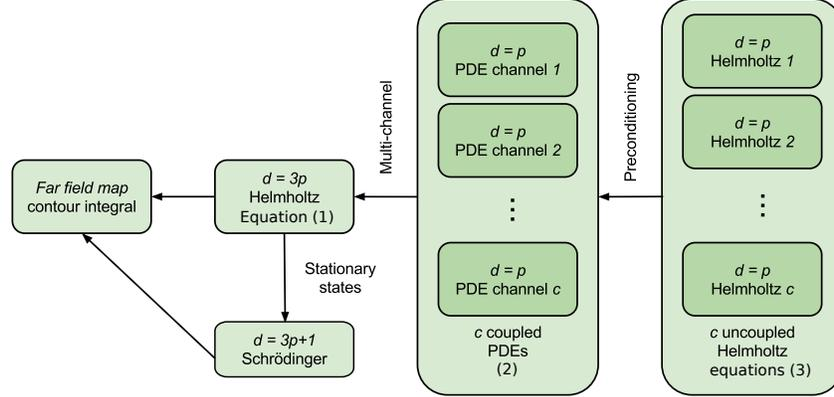 Far field map
contour integral
d = 3p
Helmholtz
Equation (1)
Stationary
states
d = 3p+1
Schrödinger
Multi-channel
d = p
PDE channel 1
d = p
PDE channel 2
⋮
d = p
PDE channel c
c coupled
PDEs
(2)
Preconditioning
d = p
Helmholtz 1
d = p
Helmholtz 2
⋮
d = p
Helmholtz c
c uncoupled
Helmholtz
equations (3)